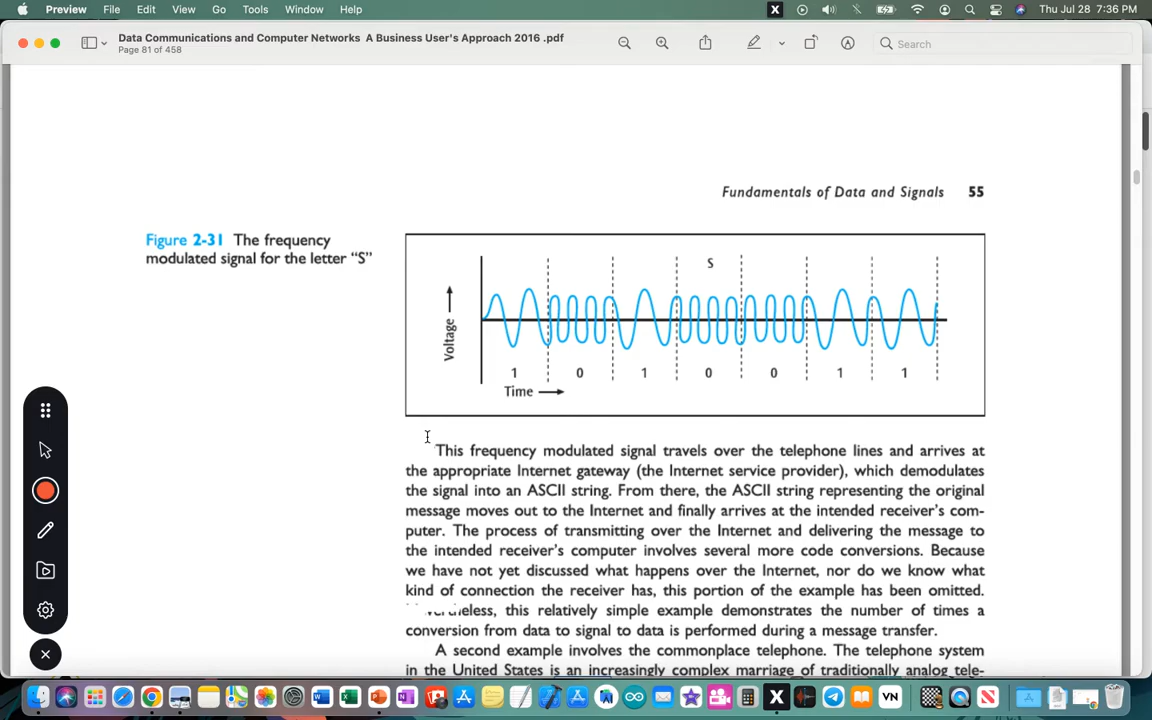 Preview File Edit View Go Tools Window Help X Thu Jul 28 7:36 PM
Data Communications and Computer Networks A Business User's Approach 2016 .pdf
Page 81 of 458
Search
Fundamentals of Data and Signals 55
Figure 2-31 The frequency
modulated signal for the letter “S”
S
Voltage
1 0 1 0 0 1 1
Time
This frequency modulated signal travels over the telephone lines and arrives at
the appropriate Internet gateway (the Internet service provider), which demodulates
the signal into an ASCII string. From there, the ASCII string representing the original
message moves out to the Internet and finally arrives at the intended receiver’s com-
puter. The process of transmitting over the Internet and delivering the message to
the intended receiver’s computer involves several more code conversions. Because
we have not yet discussed what happens over the Internet, nor do we know what
kind of connection the receiver has, this portion of the example has been omitted.
this relatively simple example demonstrates the number of times a
conversion from data to signal to data is performed during a message transfer.
A second example involves the commonplace telephone. The telephone system
in the United States is an increasingly complex marriage of traditionally analog tele-
VN